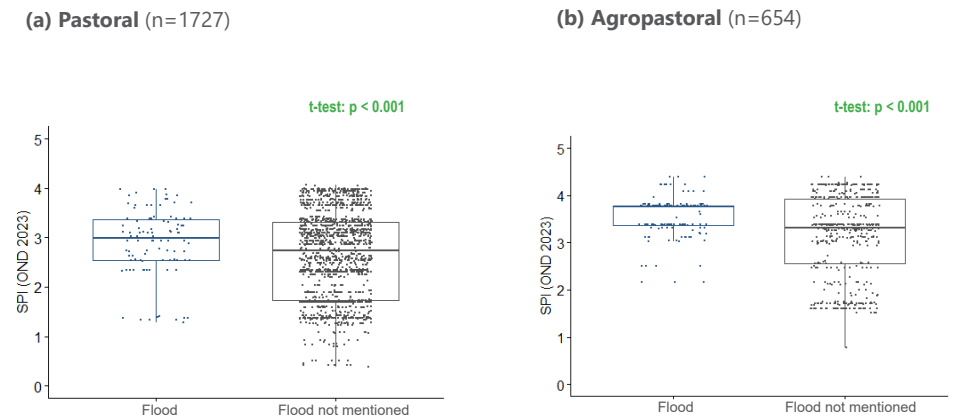 (a) Pastoral (n=1727)
t-test: p < 0.001
5
4
3
2
1
0
SPI (OND 2023)
Flood
Flood not mentioned
(b) Agropastoral (n=654)
t-test: p < 0.001
5
4
3
2
1
0
SPI (OND 2023)
Flood
Flood not mentioned